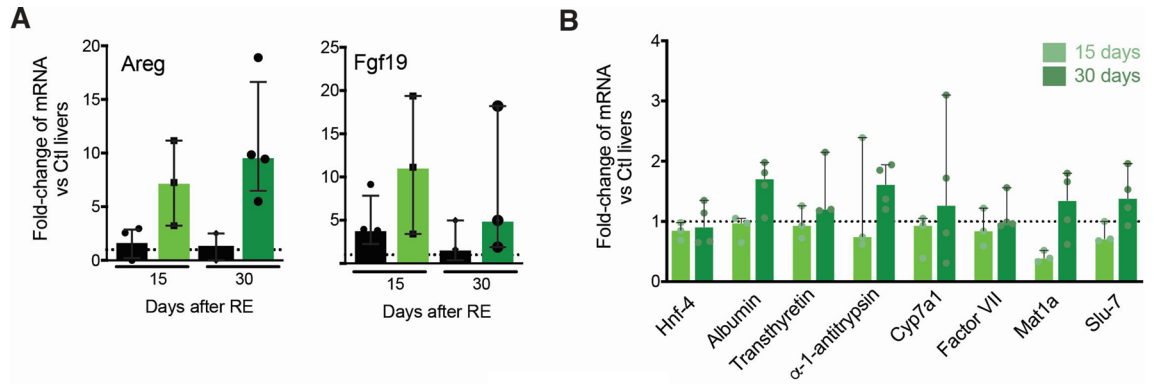 A
B
Fold-change of mRNA
vs Ctl livers
20
15
10
5
0
Areg
15
30
Days after RE
25
20
15
10
5
Fgf19
15
30
Days after RE
Fold-change of mRNA
vs Ctl livers
4
3
2
1
0
15 days
30 days
Hnf-4
Albumin
Transthyretin
α-1-antitrypsin
Cyp7a1
Factor VII
Mat1a
Slu-7